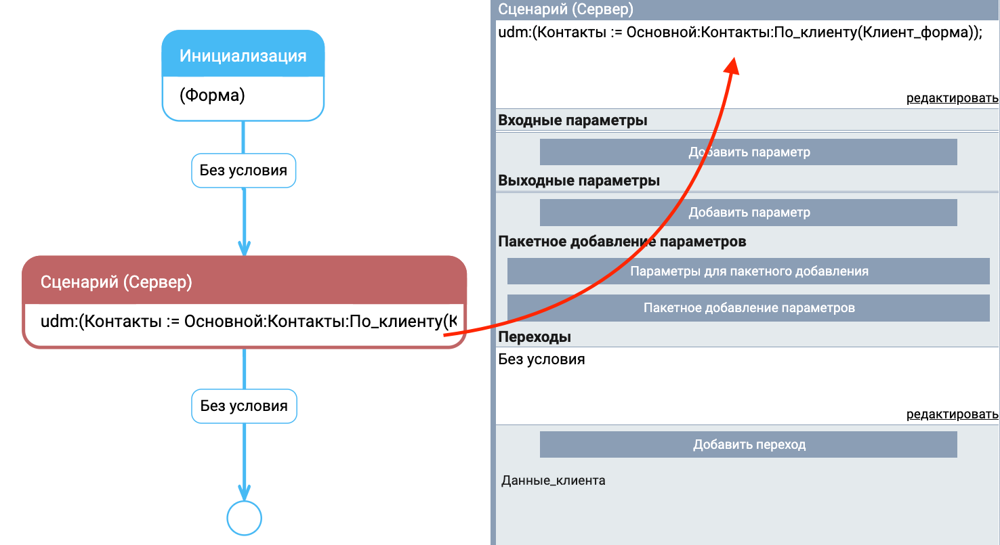 Инициализация
(Форма)
Без условия
Сценарий (Сервер)
udm:(Контакты := Основной:Контакты:По_клиенту(К
Без условия
Сценарий (Сервер)
udm:(Контакты := Основной:Контакты:По_клиенту(Клиент_форма));
редактировать
Входные параметры
Добавить параметр
Выходные параметры
Добавить параметр
Пакетное добавление параметров
Параметры для пакетного добавления
Пакетное добавление параметров
Переходы
Без условия
редактировать
Добавить переход
Данные_клиента